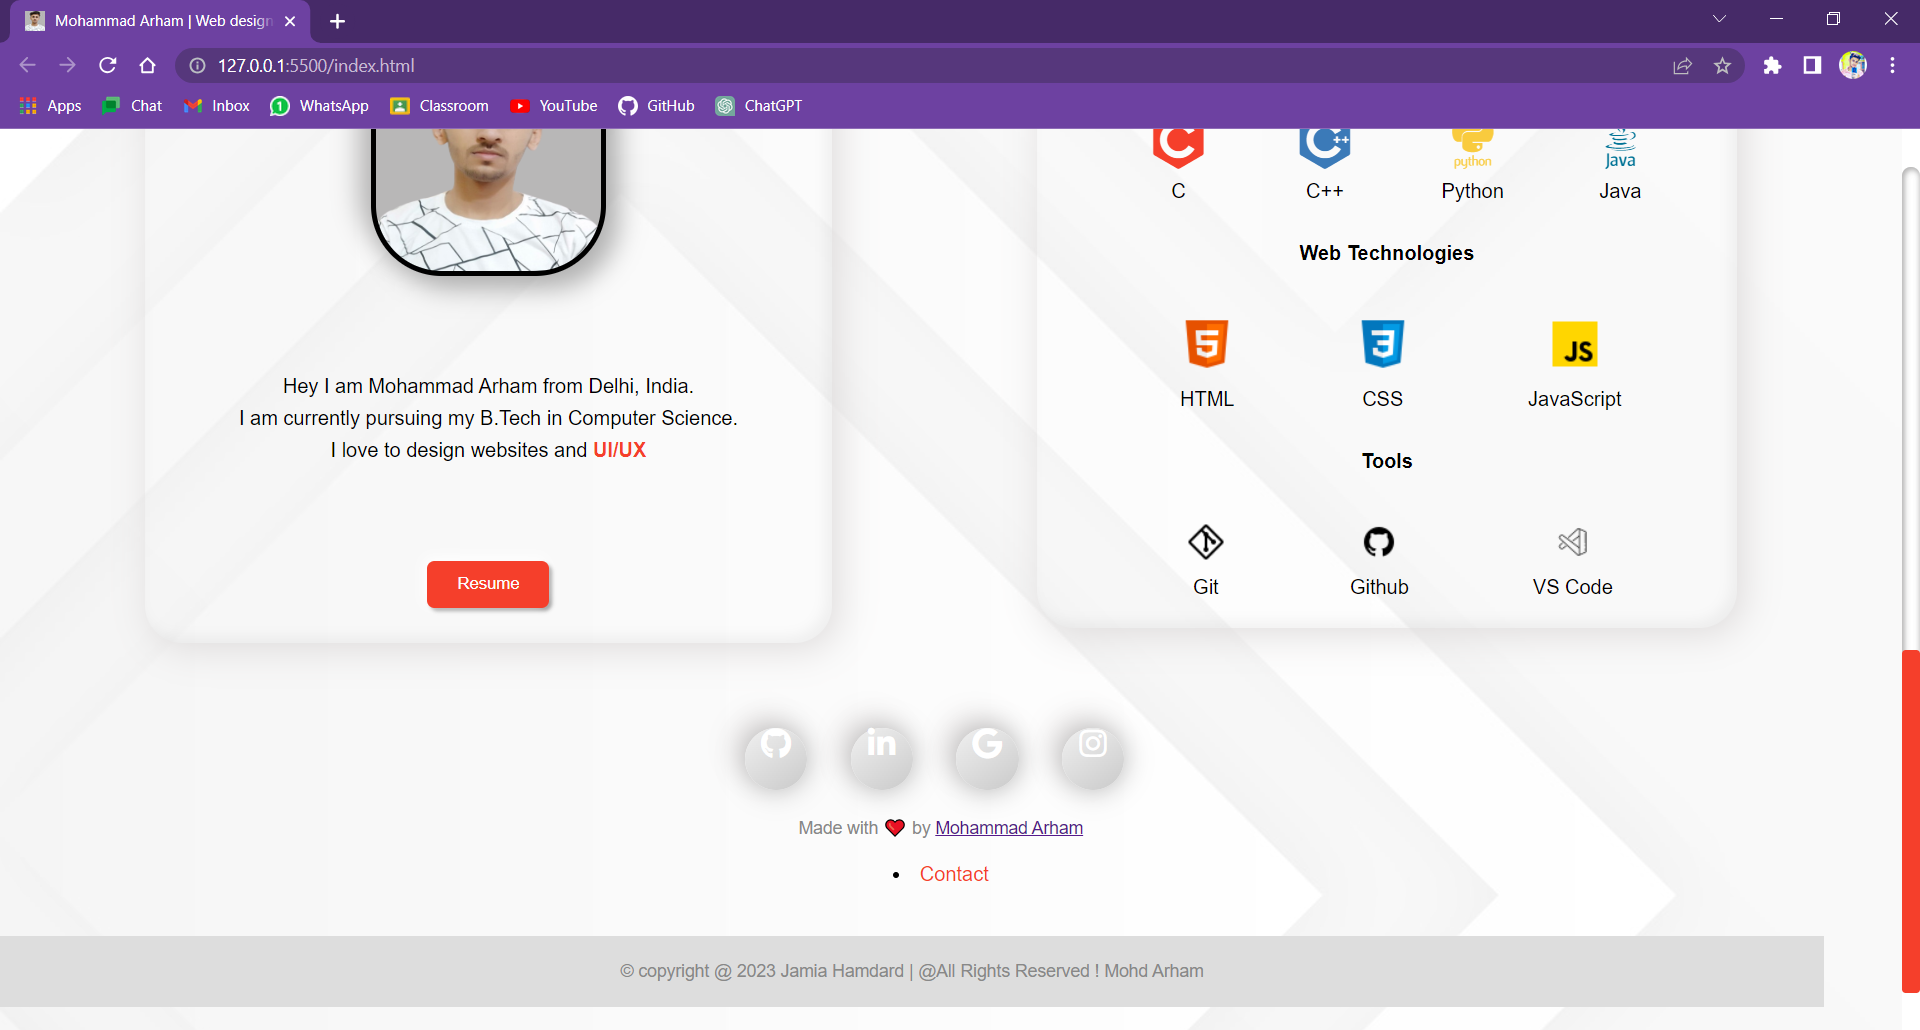 Mohammad Arham | Web design
127.0.0.1:5500/index.html
Apps Chat Inbox WhatsApp Classroom YouTube GitHub ChatGPT
Hey I am Mohammad Arham from Delhi, India.
I am currently pursuing my B.Tech in Computer Science.
I love to design websites and UI/UX
Resume
C C++ python Java
C C++ Python Java
Web Technologies
5 3 JS
HTML CSS JavaScript
Tools
Git Github VS Code
in G
Made with ❤ by Mohammad Arham
• Contact
© copyright @ 2023 Jamia Hamdard | @All Rights Reserved ! Mohd Arham